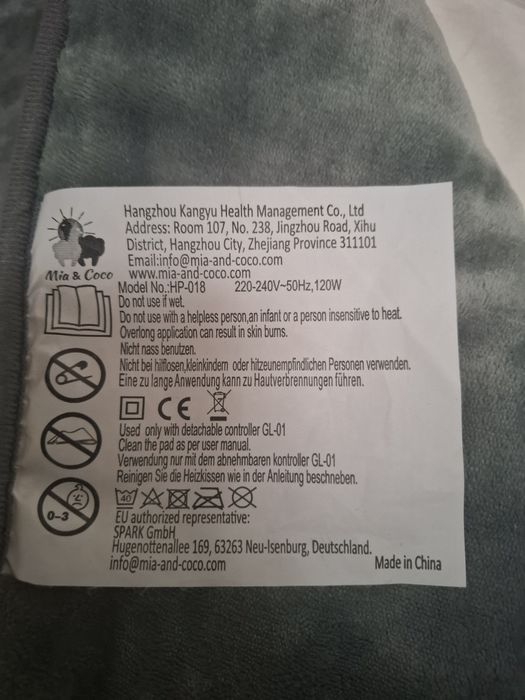 Hangzhou Kangyu Health Management Co., Ltd
Address: Room 107, No. 238, Jingzhou Road, Xihu
District, Hangzhou City, Zhejiang Province 311101
Email:info@mia-and-coco.com
Mia & Coco www.mia-and-coco.com
Model No.:HP-018 220-240V~50Hz,120W
Do not use if wet.
Do not use with a helpless person,an infant or a person insensitive to heat.
Overlong application can result in skin burns.
Nicht nass benutzen.
Nicht bei hilflosen,kleinkindern oder hitzeunempfindlichen Personen verwenden.
Eine zu lange Anwendung kann zu Hautverbrennungen führen.
CE
Used only with detachable controller GL-01
Clean the pad as per user manual.
Verwendung nur mit dem abnehmbaren kontroller GL-01
Reinigen Sie die Heizkissen wie in der Anleitung beschneben.
0-3
40
EU authorized representative:
SPARK GmbH
Hugenottenallee 169, 63263 Neu-Isenburg, Deutschland.
info@mia-and-coco.com Made in China